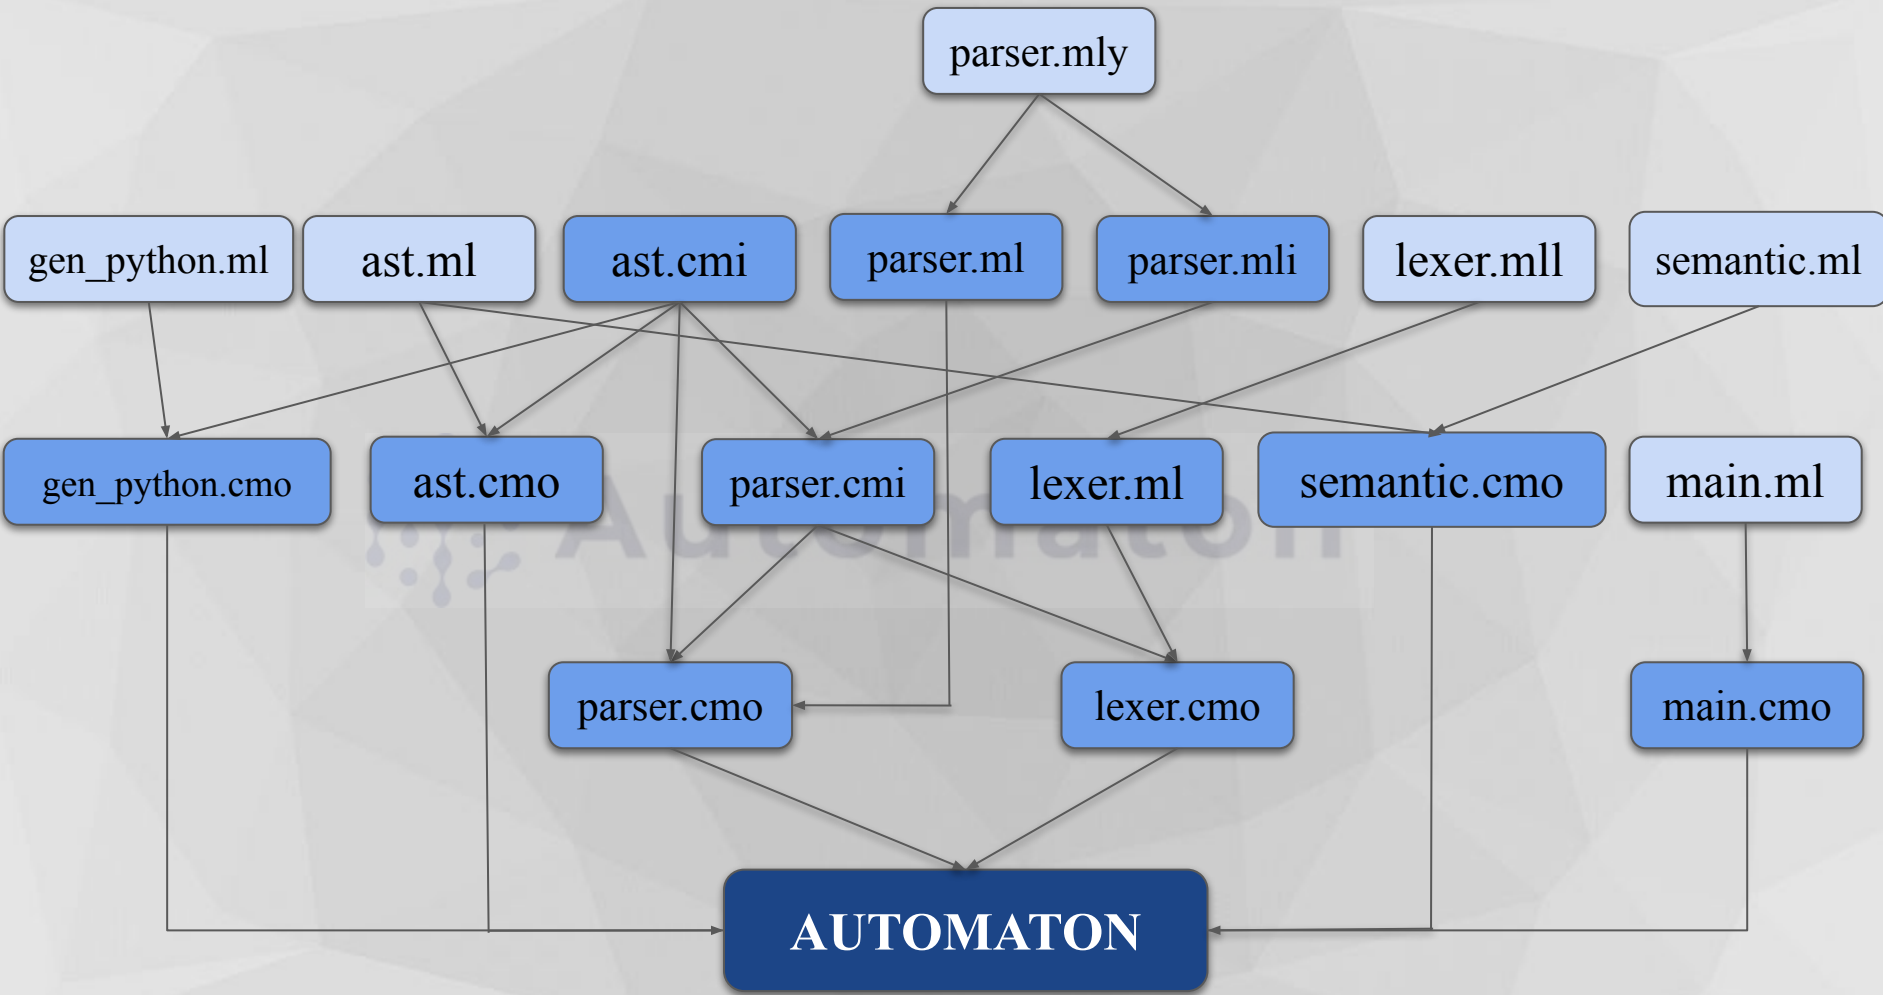 parser.mly
gen_python.ml
ast.ml
ast.cmi
parser.ml
parser.mli
lexer.mll
semantic.ml
gen_python.cmo
ast.cmo
parser.cmi
lexer.ml
semantic.cmo
main.ml
Automaton
parser.cmo
lexer.cmo
main.cmo
AUTOMATON